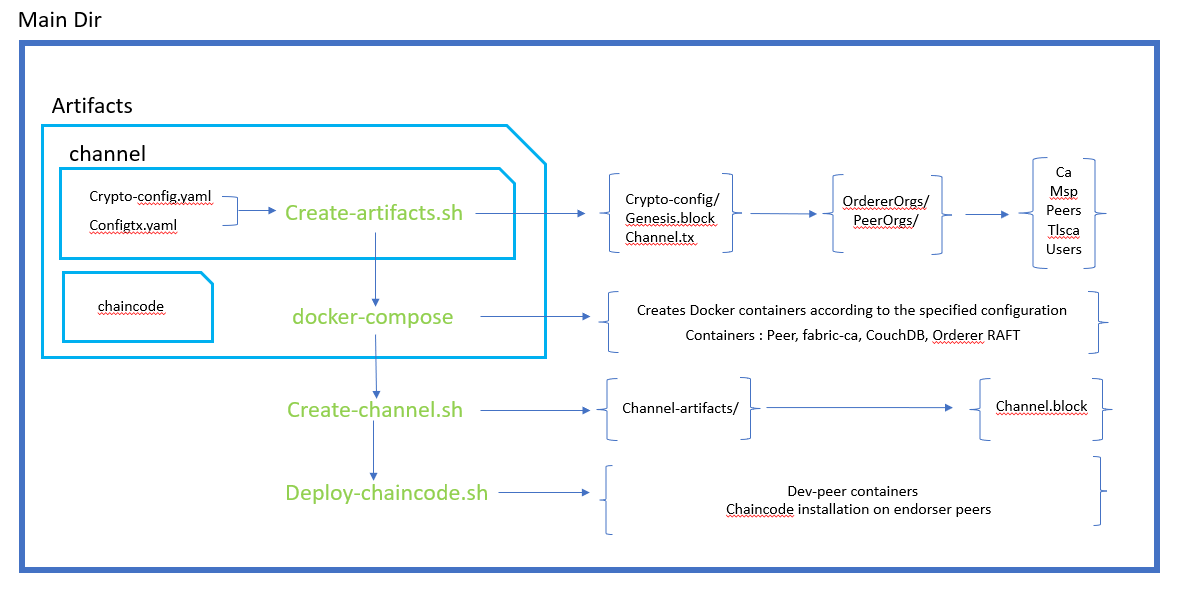 Main Dir
Artifacts
channel
Crypto-config.yaml
Configtx.yaml
Create-artifacts.sh
Crypto-config/
Genesis.block
Channel.tx
OrdererOrgs/
PeerOrgs/
Ca
Msp
Peers
Tlsca
Users
chaincode
docker-compose
Creates Docker containers according to the specified configuration
Containers : Peer, fabric-ca, CouchDB, Orderer RAFT
Create-channel.sh
Channel-artifacts/
Channel.block
Deploy-chaincode.sh
Dev-peer containers
Chaincode installation on endorser peers